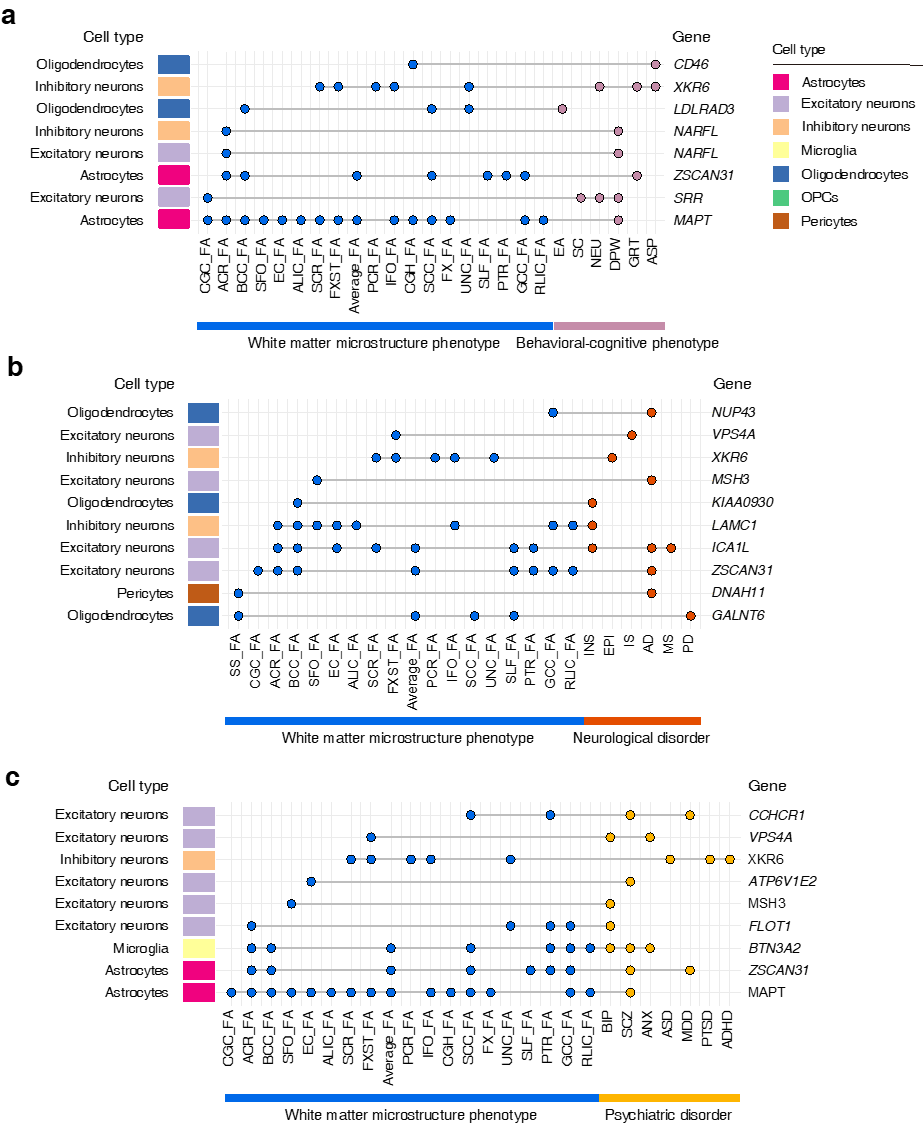 a
Cell type
Gene
Oligodendrocytes CD46
Inhibitory neurons XKR6
Oligodendrocytes LDLRAD3
Inhibitory neurons NARFL
Excitatory neurons NARFL
Astrocytes ZSCAN31
Excitatory neurons SRR
Astrocytes MAPT
CGC_FA ACR_FA BCC_FA SFO_FA EC_FA ALIC_FA SCR_FA FXST_FA Average_FA PCR_FA IFO_FA CGH_FA SCC_FA FX_FA UNC_FA SLF_FA PTR_FA GCC_FA RLIC_FA EA SC NEU DPW GRT ASP
White matter microstructure phenotype Behavioral-cognitive phenotype
Cell type
Astrocytes
Excitatory neurons
Inhibitory neurons
Microglia
Oligodendrocytes
OPCs
Pericytes
b
Cell type
Gene
Oligodendrocytes NUP43
Excitatory neurons VPS4A
Inhibitory neurons XKR6
Excitatory neurons MSH3
Oligodendrocytes KIAA0930
Inhibitory neurons LAMC1
Excitatory neurons ICA1L
Excitatory neurons ZSCAN31
Pericytes DNAH11
Oligodendrocytes GALNT6
SS_FA CGC_FA ACR_FA BCC_FA SFO_FA EC_FA ALIC_FA SCR_FA FXST_FA Average_FA PCR_FA IFO_FA SCC_FA UNC_FA SLF_FA PTR_FA GCC_FA RLIC_FA INS EPI IS AD MS PD
White matter microstructure phenotype Neurological disorder
c
Cell type
Gene
Excitatory neurons CCHCR1
Excitatory neurons VPS4A
Inhibitory neurons XKR6
Excitatory neurons ATP6V1E2
Excitatory neurons MSH3
Excitatory neurons FLOT1
Microglia BTN3A2
Astrocytes ZSCAN31
Astrocytes MAPT
CGC_FA ACR_FA BCC_FA SFO_FA EC_FA ALIC_FA SCR_FA FXST_FA Average_FA PCR_FA IFO_FA CGH_FA SCC_FA FX_FA UNC_FA SLF_FA PTR_FA GCC_FA RLIC_FA BIP SCZ ANX ASD MDD PTSD ADHD
White matter microstructure phenotype Psychiatric disorder